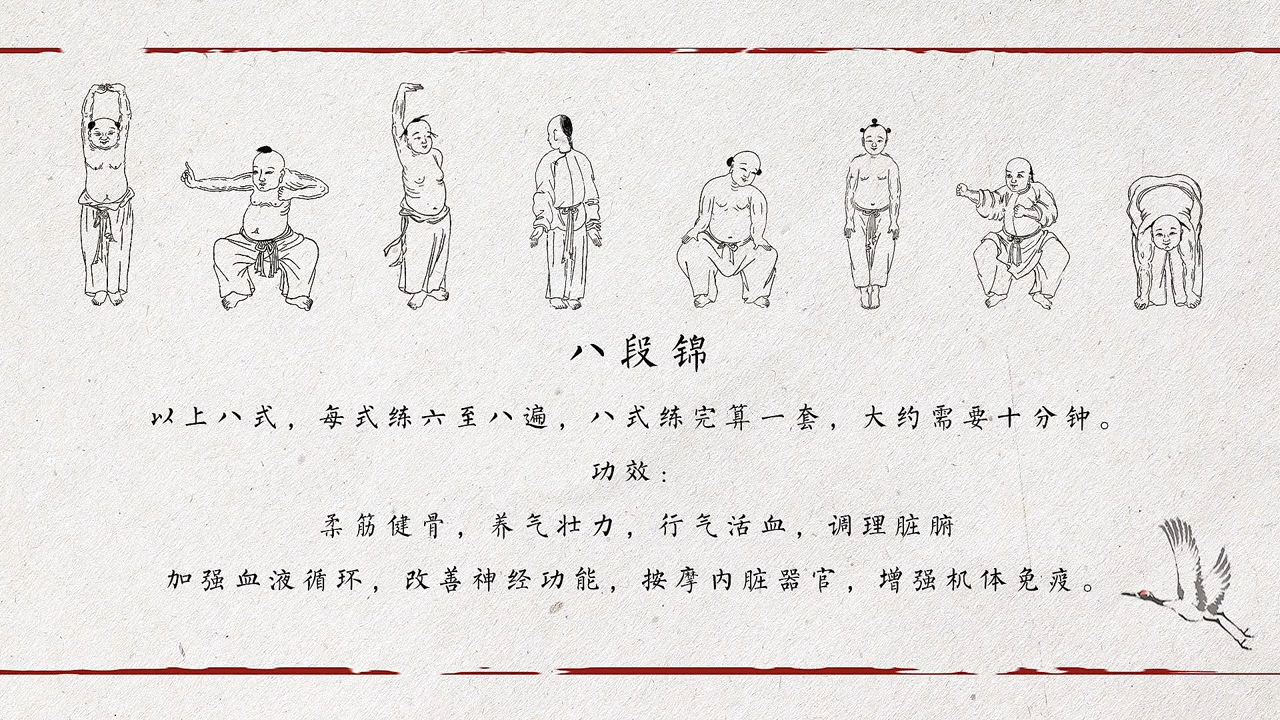 八段锦
以上八式，每式练六至八遍，八式练完算一套，大约需要十分钟。
功效：
柔筋健骨，养气壮力，行气活血，调理脏腑
加强血液循环，改善神经功能，按摩内脏器官，增强机体免疫。